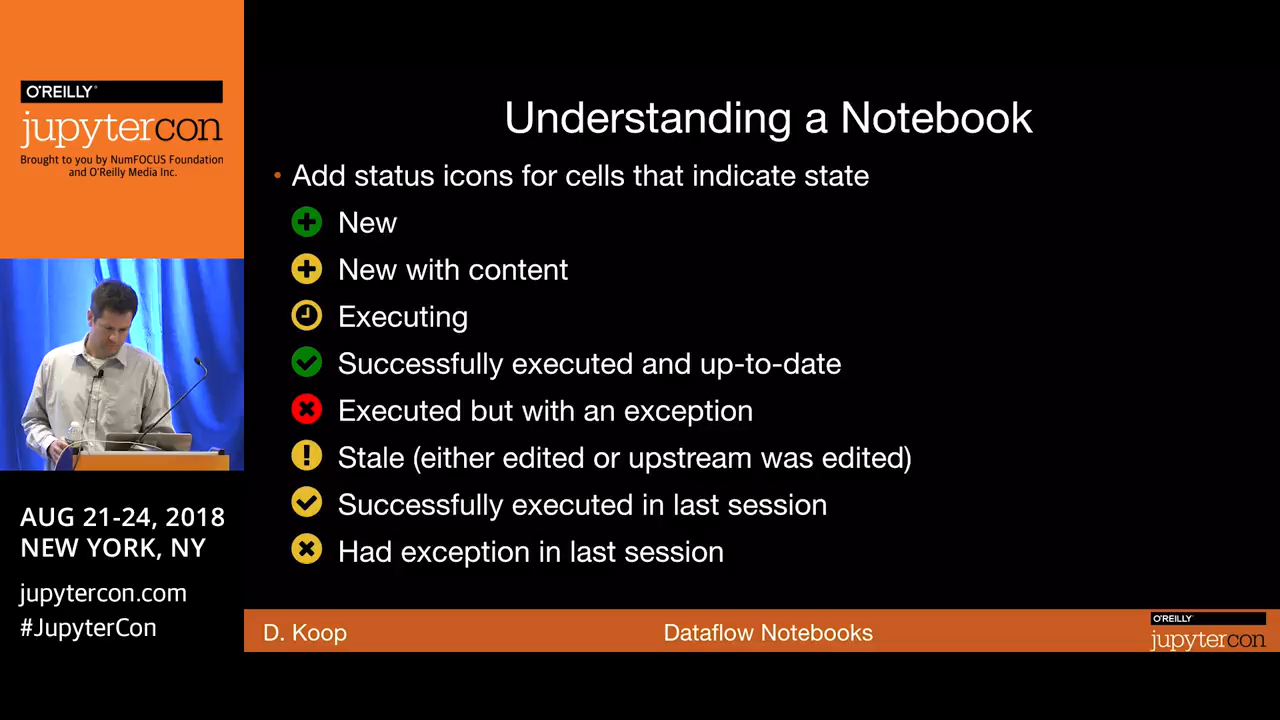 O'REILLY®
jupytercon
Brought to you by NumFOCUS Foundation
and O'Reilly Media Inc.
AUG 21-24, 2018
NEW YORK, NY
jupytercon.com
#JupyterCon
Understanding a Notebook
• Add status icons for cells that indicate state
New
New with content
Executing
Successfully executed and up-to-date
Executed but with an exception
Stale (either edited or upstream was edited)
Successfully executed in last session
Had exception in last session
D. Koop
Dataflow Notebooks
O'REILLY®
jupytercon